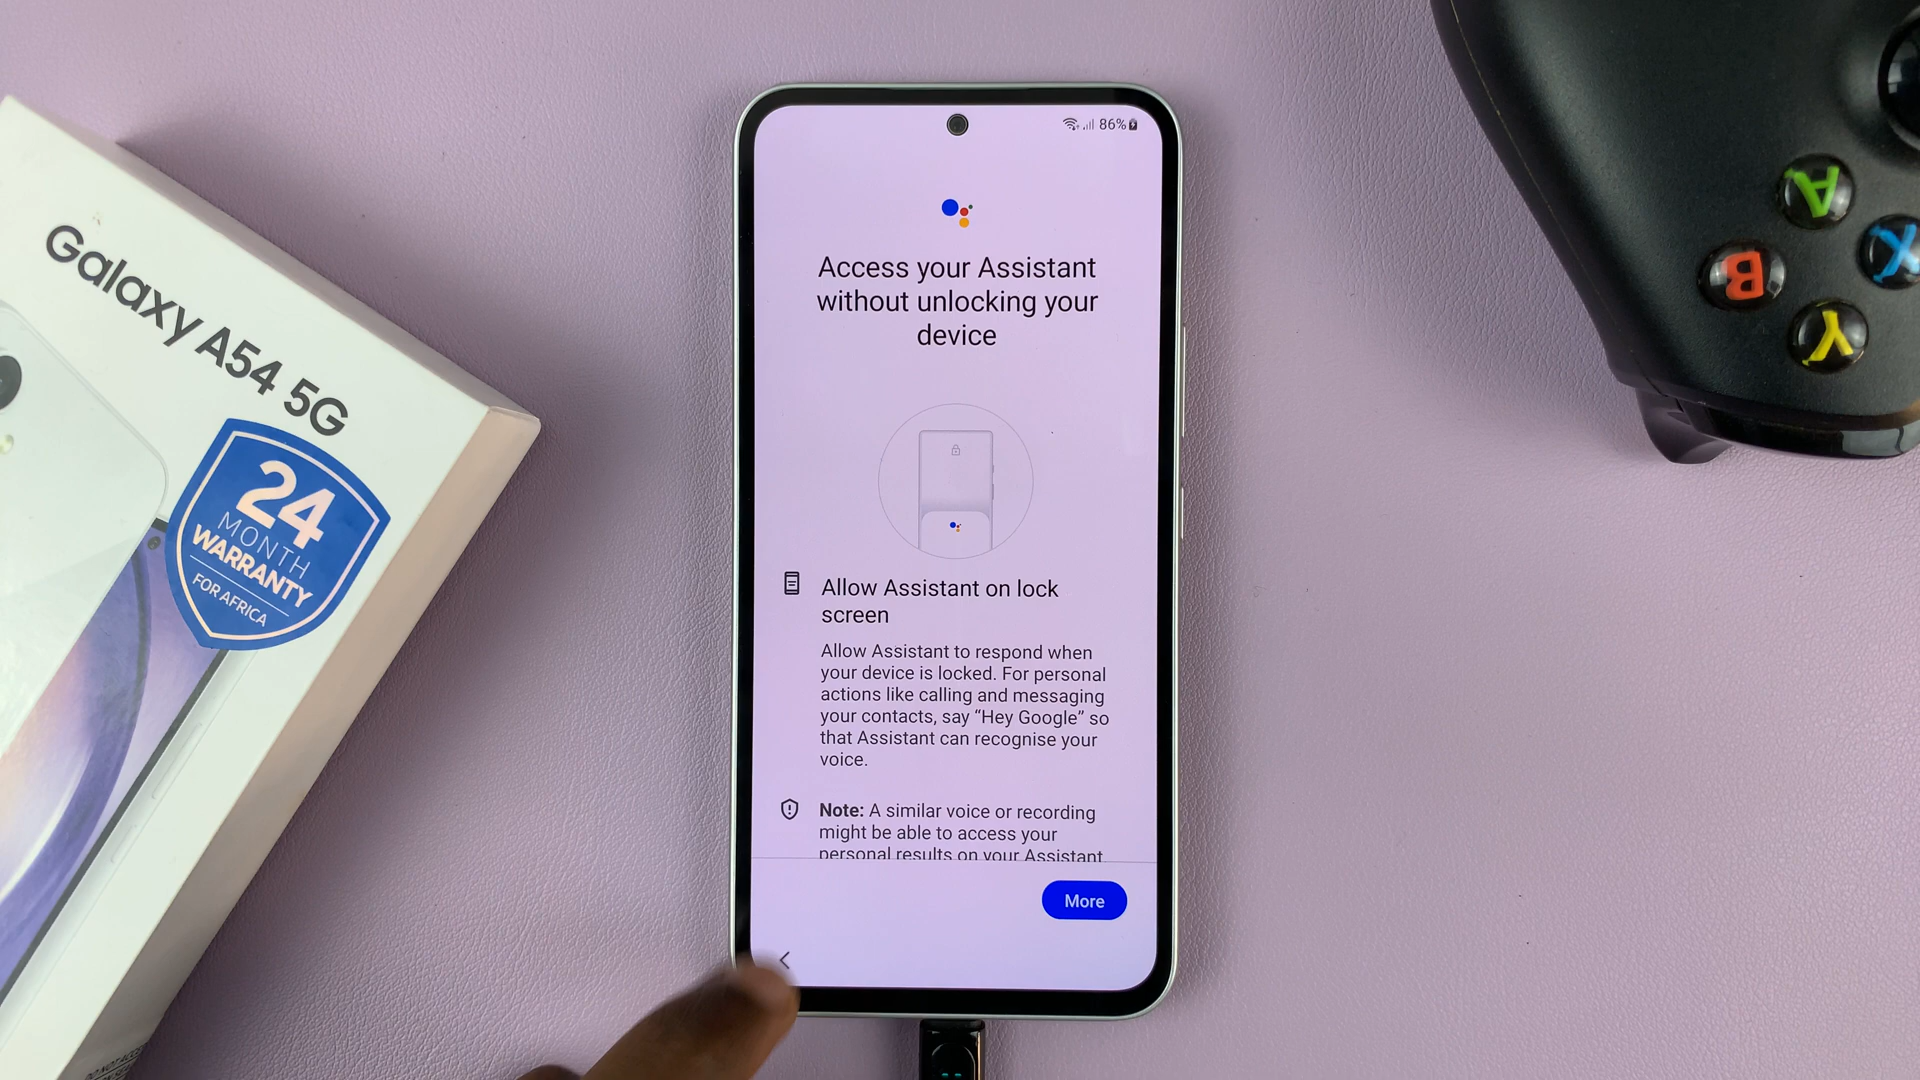 Galaxy A54 5G
24
MONTH
WARRANTY
FOR AFRICA
86%
Access your Assistant
without unlocking your
device
Allow Assistant on lock
screen
Allow Assistant to respond when
your device is locked. For personal
actions like calling and messaging
your contacts, say “Hey Google” so
that Assistant can recognise your
voice.
Note: A similar voice or recording
might be able to access your
personal results on your Assistant
More
A
X
B
Y